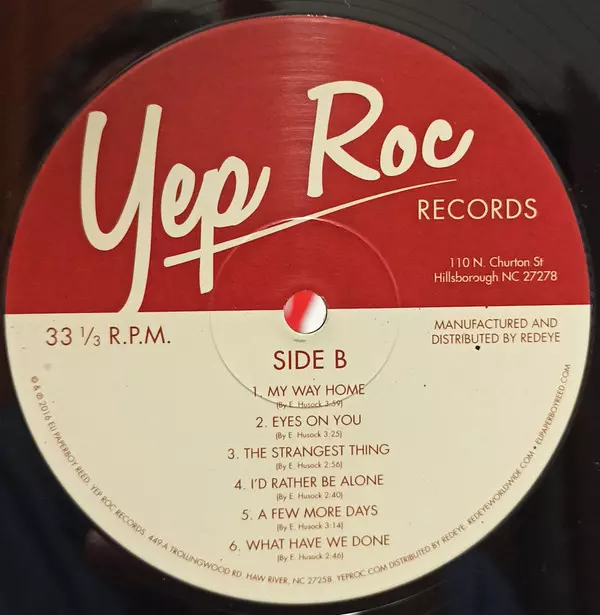 Yep Roc
RECORDS
110 N. Churton St
Hillsborough NC 27278
33 1/3 R.P.M.
MANUFACTURED AND
DISTRIBUTED BY REDEYE
SIDE B
1. MY WAY HOME
(By E. Husock 3:59)
2. EYES ON YOU
(By E. Husock 3:25)
3. THE STRANGEST THING
(By E. Husock 2:56)
4. I'D RATHER BE ALONE
(By E. Husock 2:40)
5. A FEW MORE DAYS
(By E. Husock 3:14)
6. WHAT HAVE WE DONE
(By E. Husock 2:46)
© & ℗ 2016 ELI PAPERBOY REED. YEP ROC RECORDS. 449-A TROLLINGWOOD RD. HAW RIVER, NC 27258. YEPROC.COM DISTRIBUTED BY REDEYE. REDEYEWORLDWIDE.COM • ELIPAPERBOYREED.COM